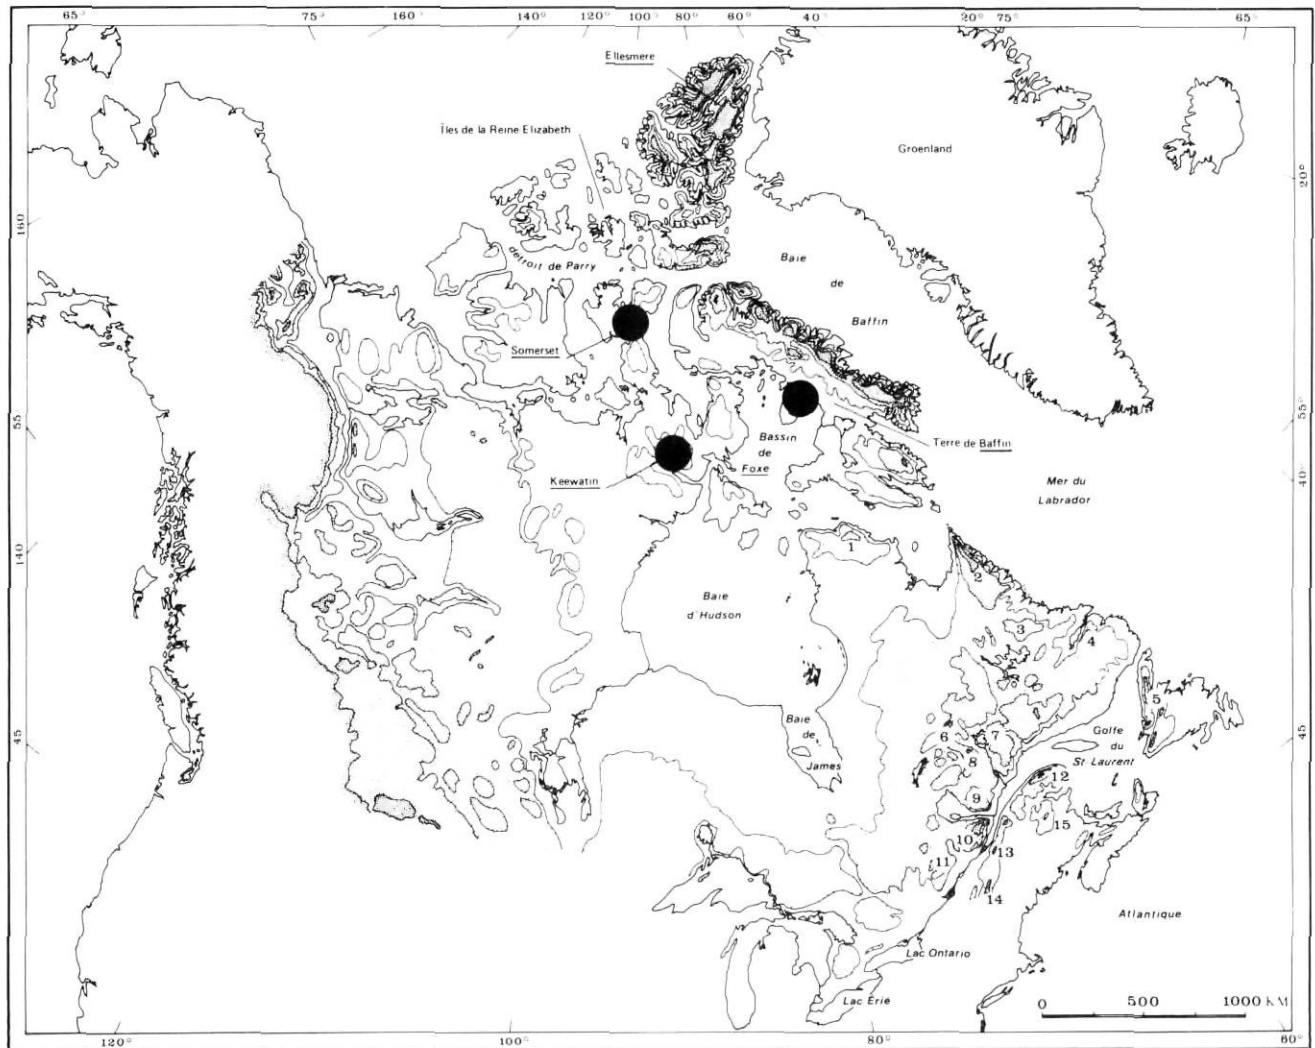 65° 75° 160° 140° 120° 100° 80° 60° 40° 20° 75° 65°
Ellesmere
Îles de la Reine Elizabeth
Groenland
20°
160
détroit de Parry
Baie
de
Baffin
Somerset
55
55°
Terre de Baffin
Bassin
de
Foxe
Keewatin
40°
Mer du
Labrador
140
1
2
Baie
d'Hudson
3
4
5
45
45°
6
7
8
Baie
de
James
Golfe
du
St-Laurent
9
10
11
12
13
14
15
Atlantique
Lac Ontario
Lac Érié
0 500 1000 KM
120° 100° 80° 60°